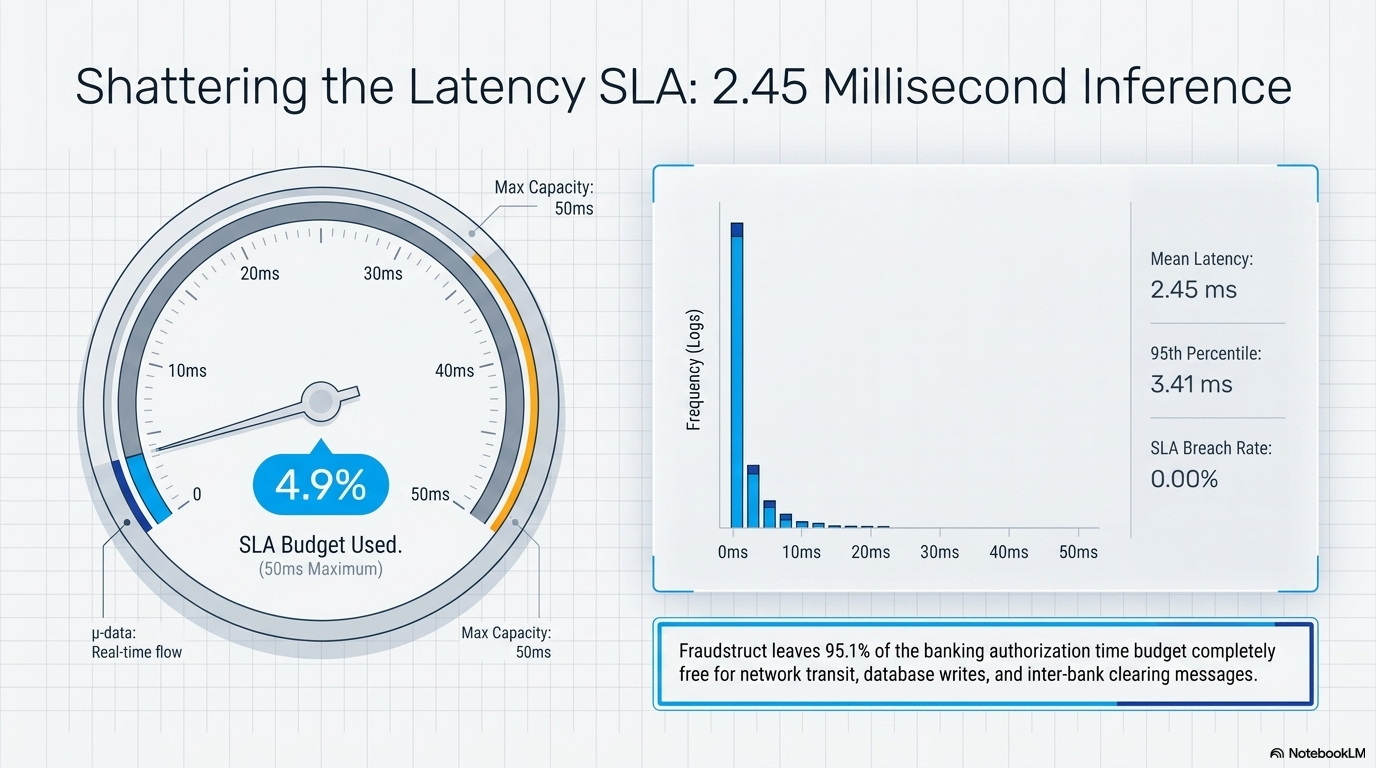 Shattering the Latency SLA: 2.45 Millisecond Inference
Max Capacity:
50ms
20ms
30ms
10ms
40ms
0
50ms
4.9%
SLA Budget Used.
(50ms Maximum)
µ-data:
Real-time flow
Max Capacity:
50ms
Frequency (Logs)
0ms
10ms
20ms
30ms
40ms
50ms
Mean Latency:
2.45 ms
95th Percentile:
3.41 ms
SLA Breach Rate:
0.00%
Fraudstruct leaves 95.1% of the banking authorization time budget completely
free for network transit, database writes, and inter-bank clearing messages.
NotebookLM